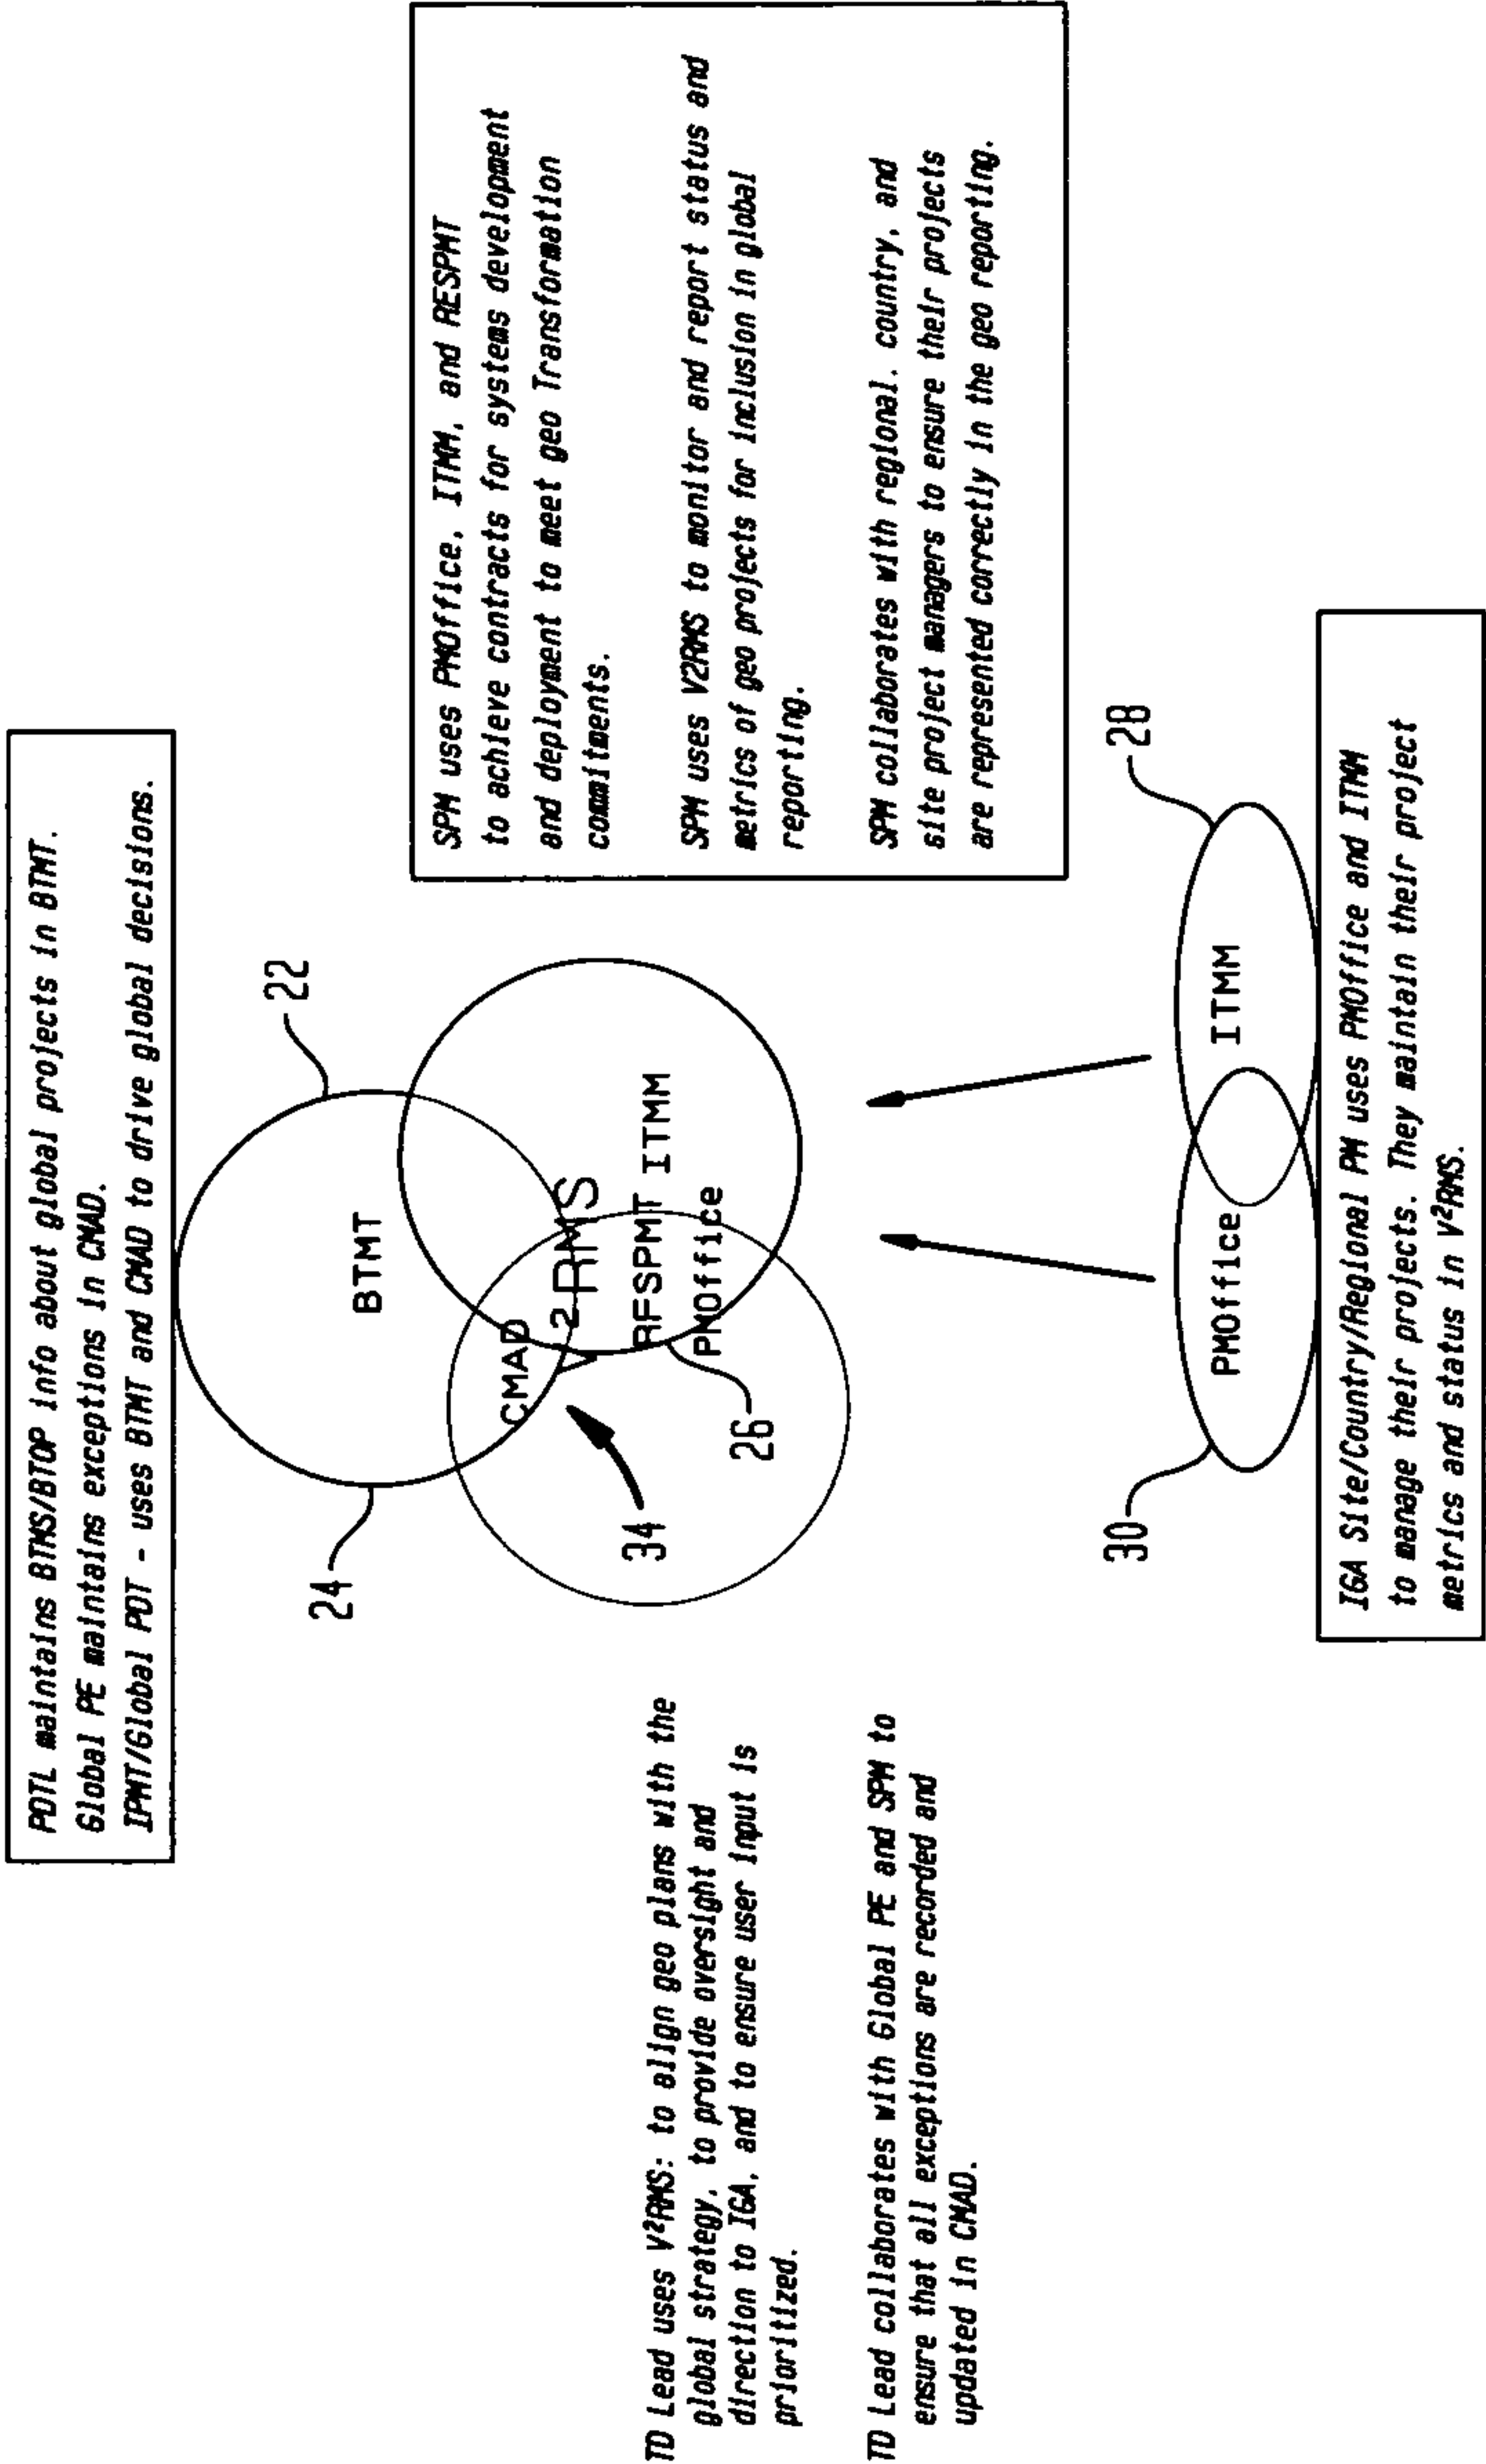 PDTL maintains BTMS/BTOP info about global projects in BTMT.
Global PE maintains exceptions in CMAD.
IPMT/Global PDT - uses BTMT and CMAD to drive global decisions.
24
22
BTMT
CMAD
V2RMS
34
RFSPMT ITMM
PMOffice
26
TD Lead uses V²RMS: to align geo plans with the
global strategy, to provide oversight and
direction to IGA, and to ensure user input is
prioritized.
TD Lead collaborates with Global PE and SPM to
ensure that all exceptions are recorded and
updated in CMAD.
SPM uses PMOffice, ITMM, and RESPMT
to achieve contracts for systems development
and deployment to meet geo Transformation
commitments.
SPM uses V2RMS to monitor and report status and
metrics of geo projects for inclusion in global
reporting.
SPM collaborates with regional, country, and
site project managers to ensure their projects
are represented correctly in the geo reporting.
30
28
PMOffice
ITMM
IGA Site/Country/Regional PM uses PMOffice and ITMM
to manage their projects. They maintain their project
metrics and status in V²RMS.